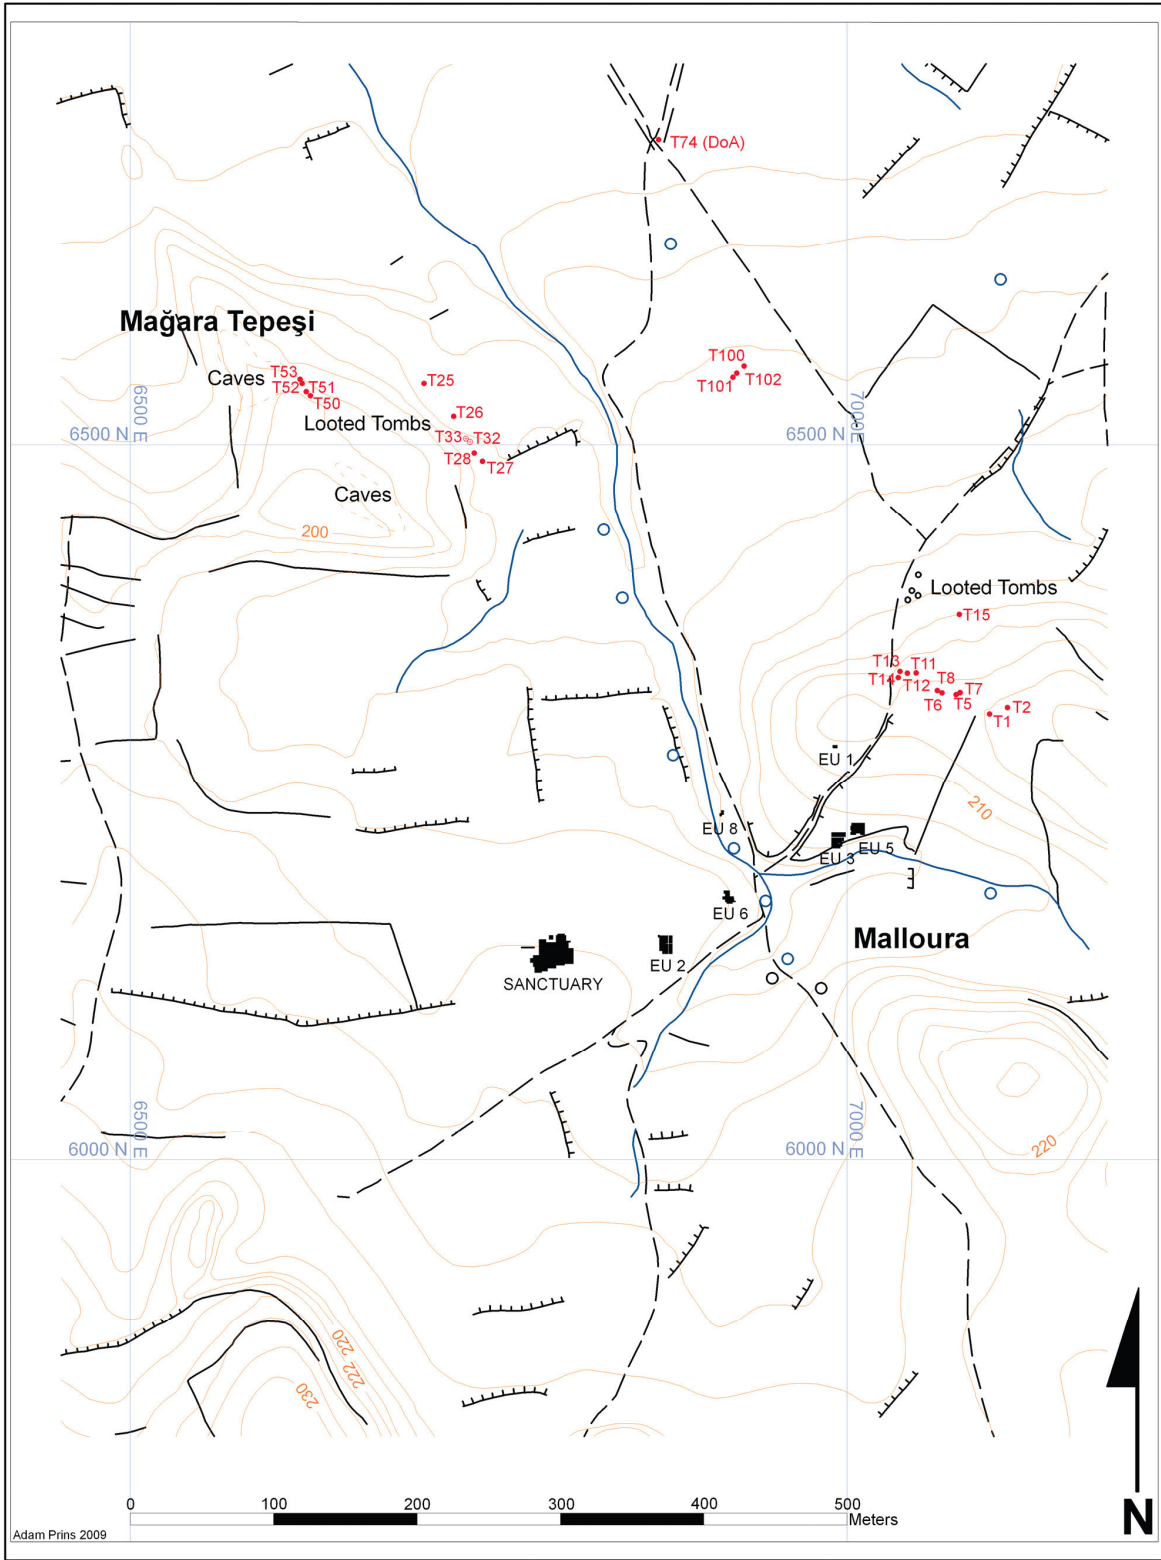 T74 (DoA)
Mağara Tepeşi
T100
T53
Caves
T52
T51
T25
T101
T102
T50
6500 E
7000 E
T26
Looted Tombs
6500 N
6500 N
T33
T32
T28
T27
Caves
200
Looted Tombs
T15
T13
T11
T14
T12
T8
T7
T6
T5
T2
T1
EU 1
210
EU 8
EU 3
EU 5
EU 6
Malloura
EU 2
SANCTUARY
6500 E
7000 E
6000 N
6000 N
220
220
222
230
0
100
200
300
400
500
Meters
N
Adam Prins 2009